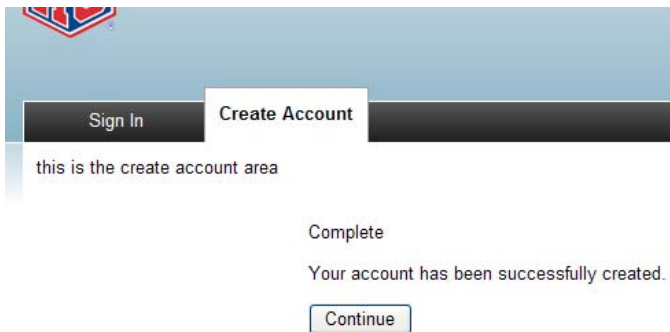 Sign In
Create Account
this is the create account area
Complete
Your account has been successfully created.
Continue